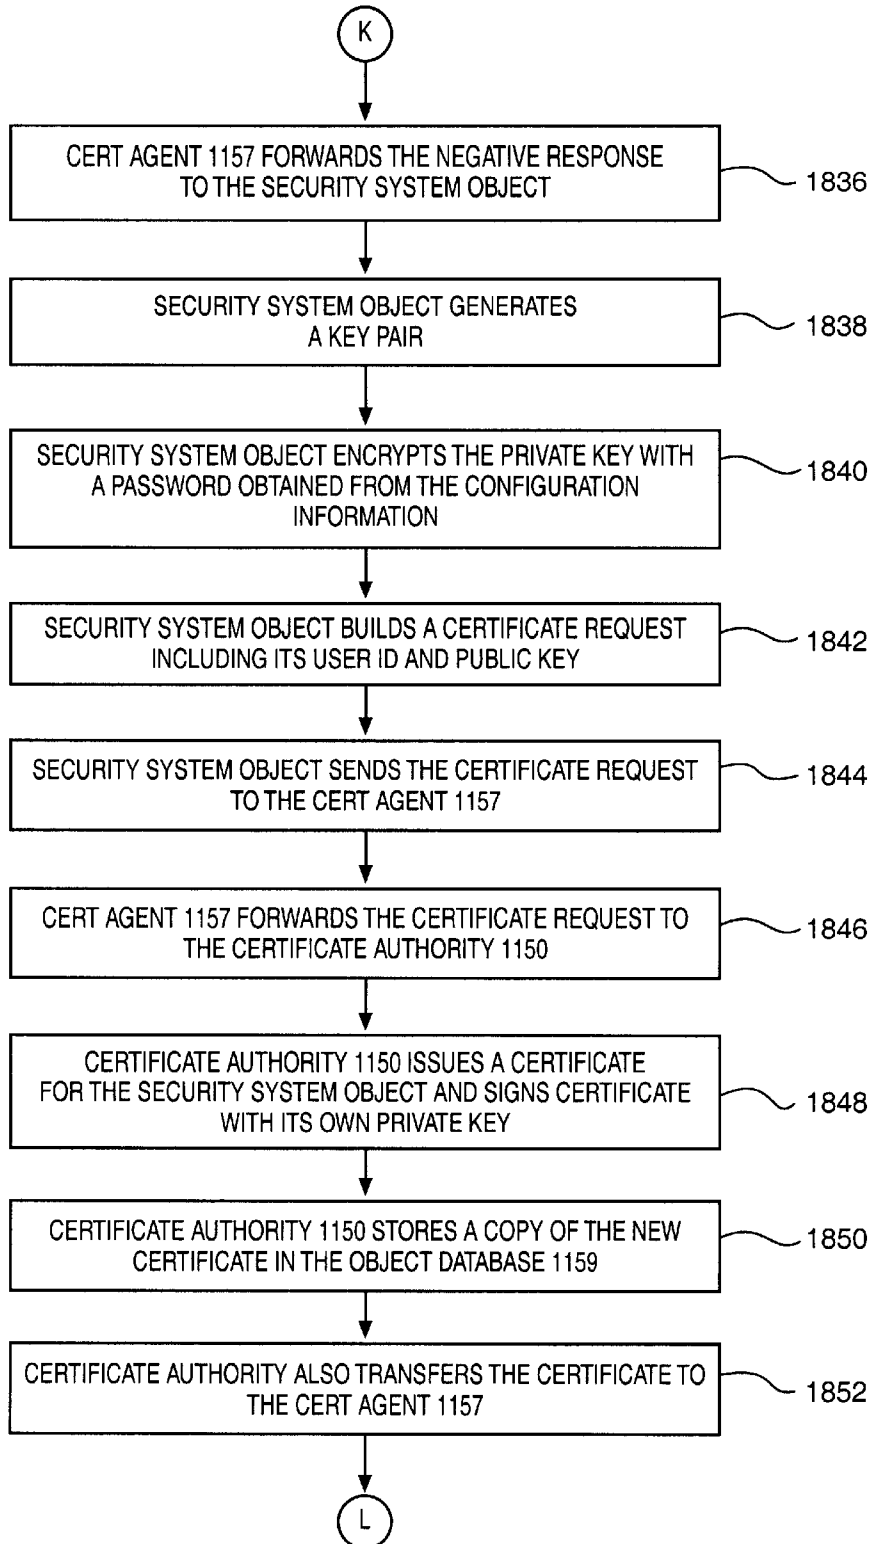 K
CERT AGENT 1157 FORWARDS THE NEGATIVE RESPONSE
TO THE SECURITY SYSTEM OBJECT
1836
SECURITY SYSTEM OBJECT GENERATES
A KEY PAIR
1838
SECURITY SYSTEM OBJECT ENCRYPTS THE PRIVATE KEY WITH
A PASSWORD OBTAINED FROM THE CONFIGURATION
INFORMATION
1840
SECURITY SYSTEM OBJECT BUILDS A CERTIFICATE REQUEST
INCLUDING ITS USER ID AND PUBLIC KEY
1842
SECURITY SYSTEM OBJECT SENDS THE CERTIFICATE REQUEST
TO THE CERT AGENT 1157
1844
CERT AGENT 1157 FORWARDS THE CERTIFICATE REQUEST TO
THE CERTIFICATE AUTHORITY 1150
1846
CERTIFICATE AUTHORITY 1150 ISSUES A CERTIFICATE
FOR THE SECURITY SYSTEM OBJECT AND SIGNS CERTIFICATE
WITH ITS OWN PRIVATE KEY
1848
CERTIFICATE AUTHORITY 1150 STORES A COPY OF THE NEW
CERTIFICATE IN THE OBJECT DATABASE 1159
1850
CERTIFICATE AUTHORITY ALSO TRANSFERS THE CERTIFICATE TO
THE CERT AGENT 1157
1852
L